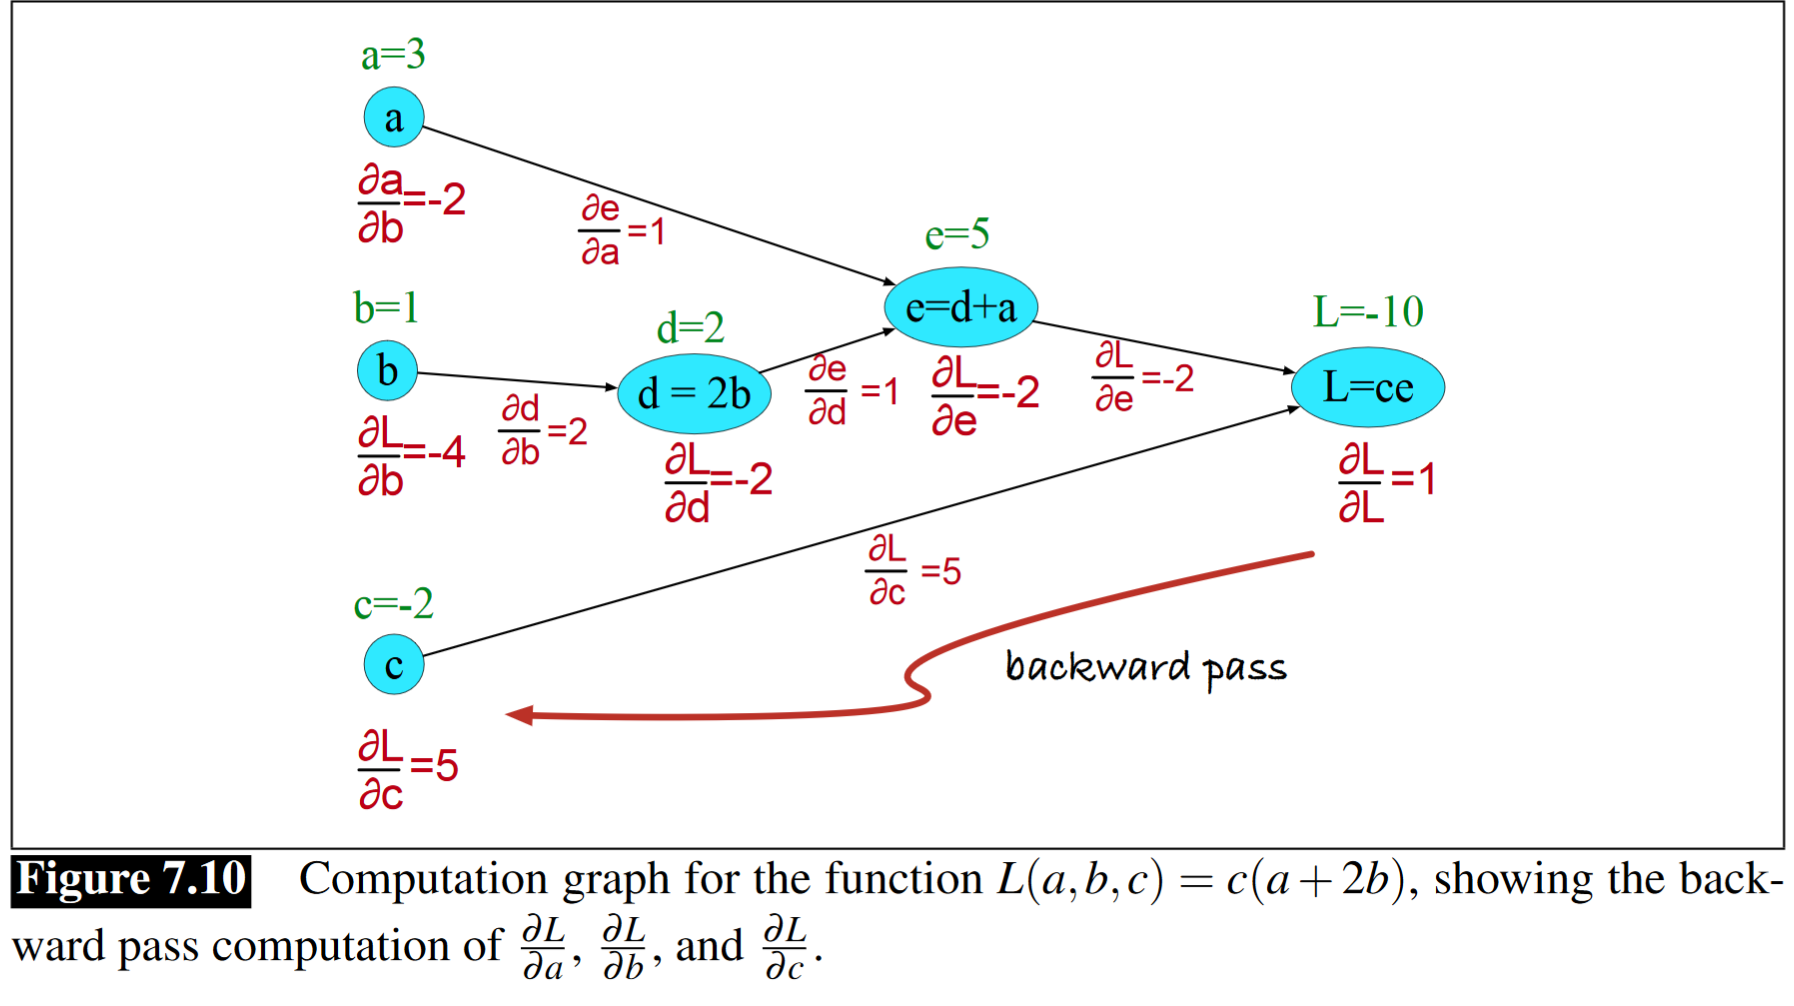 a=3
a
∂a/∂b=-2
∂e/∂a=1
e=5
e=d+a
b=1
b
d=2
d = 2b
L=-10
L=ce
∂L/∂b=-4
∂d/∂b=2
∂e/∂d=1
∂L/∂e=-2
∂L/∂e=-2
∂L/∂d=-2
∂L/∂L=1
∂L/∂c=5
c=-2
c
backward pass
∂L/∂c=5
Figure 7.10 Computation graph for the function L(a,b,c) = c(a+2b), showing the back-
ward pass computation of ∂L/∂a, ∂L/∂b, and ∂L/∂c.